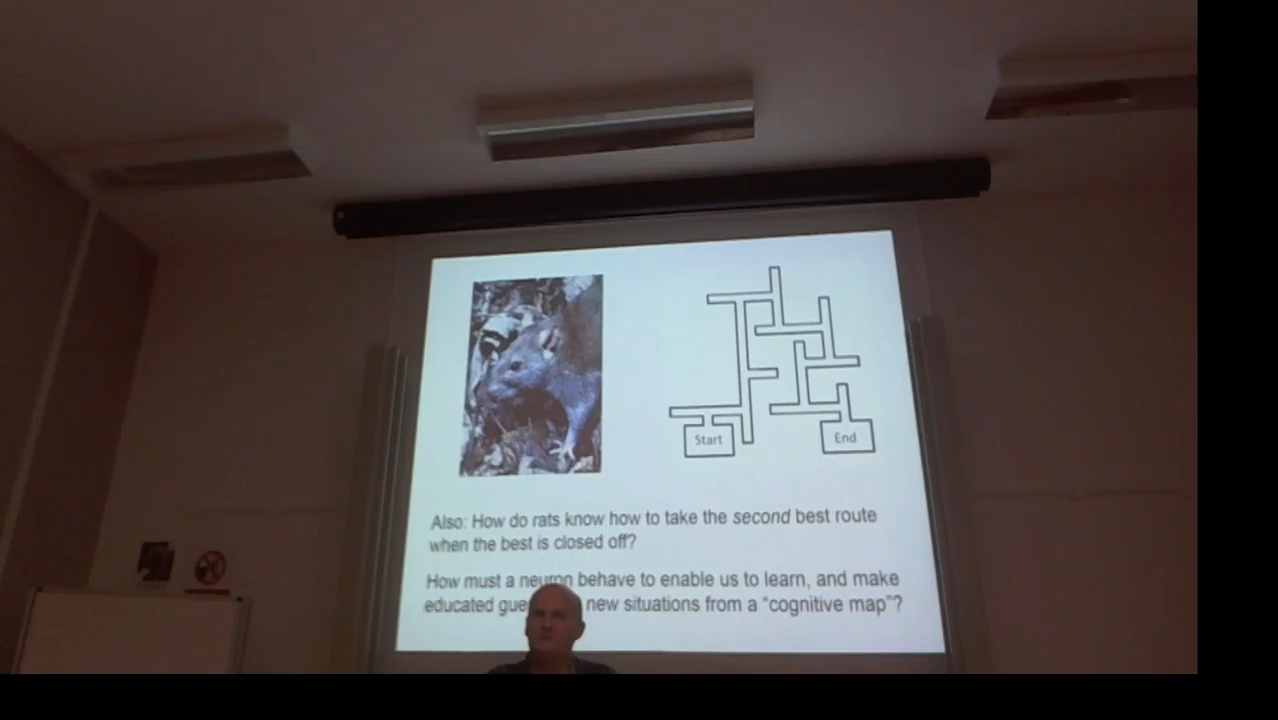 Start
End
Also: How do rats know how to take the second best route
when the best is closed off?
How must a neuron behave to enable us to learn, and make
educated gue new situations from a "cognitive map"?